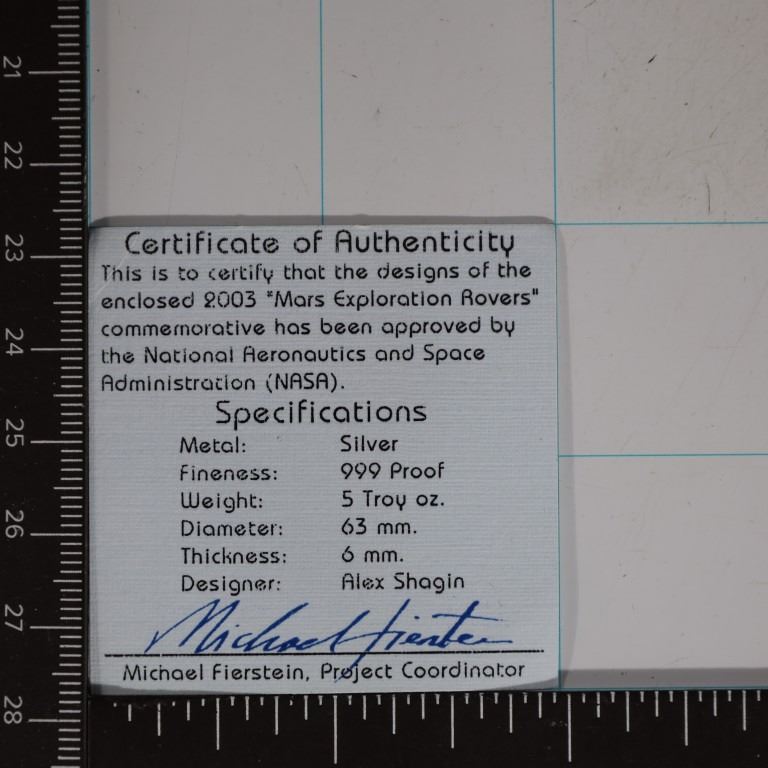 Certificate of Authenticity
This is to certify that the designs of the
enclosed 2003 "Mars Exploration Rovers"
commemorative has been approved by
the National Aeronautics and Space
Administration (NASA).
Specifications
Metal: Silver
Fineness: 999 Proof
Weight: 5 Troy oz.
Diameter: 63 mm.
Thickness: 6 mm.
Designer: Alex Shagin
Michael Fierstein
Michael Fierstein, Project Coordinator
21
22
23
24
25
26
27
28